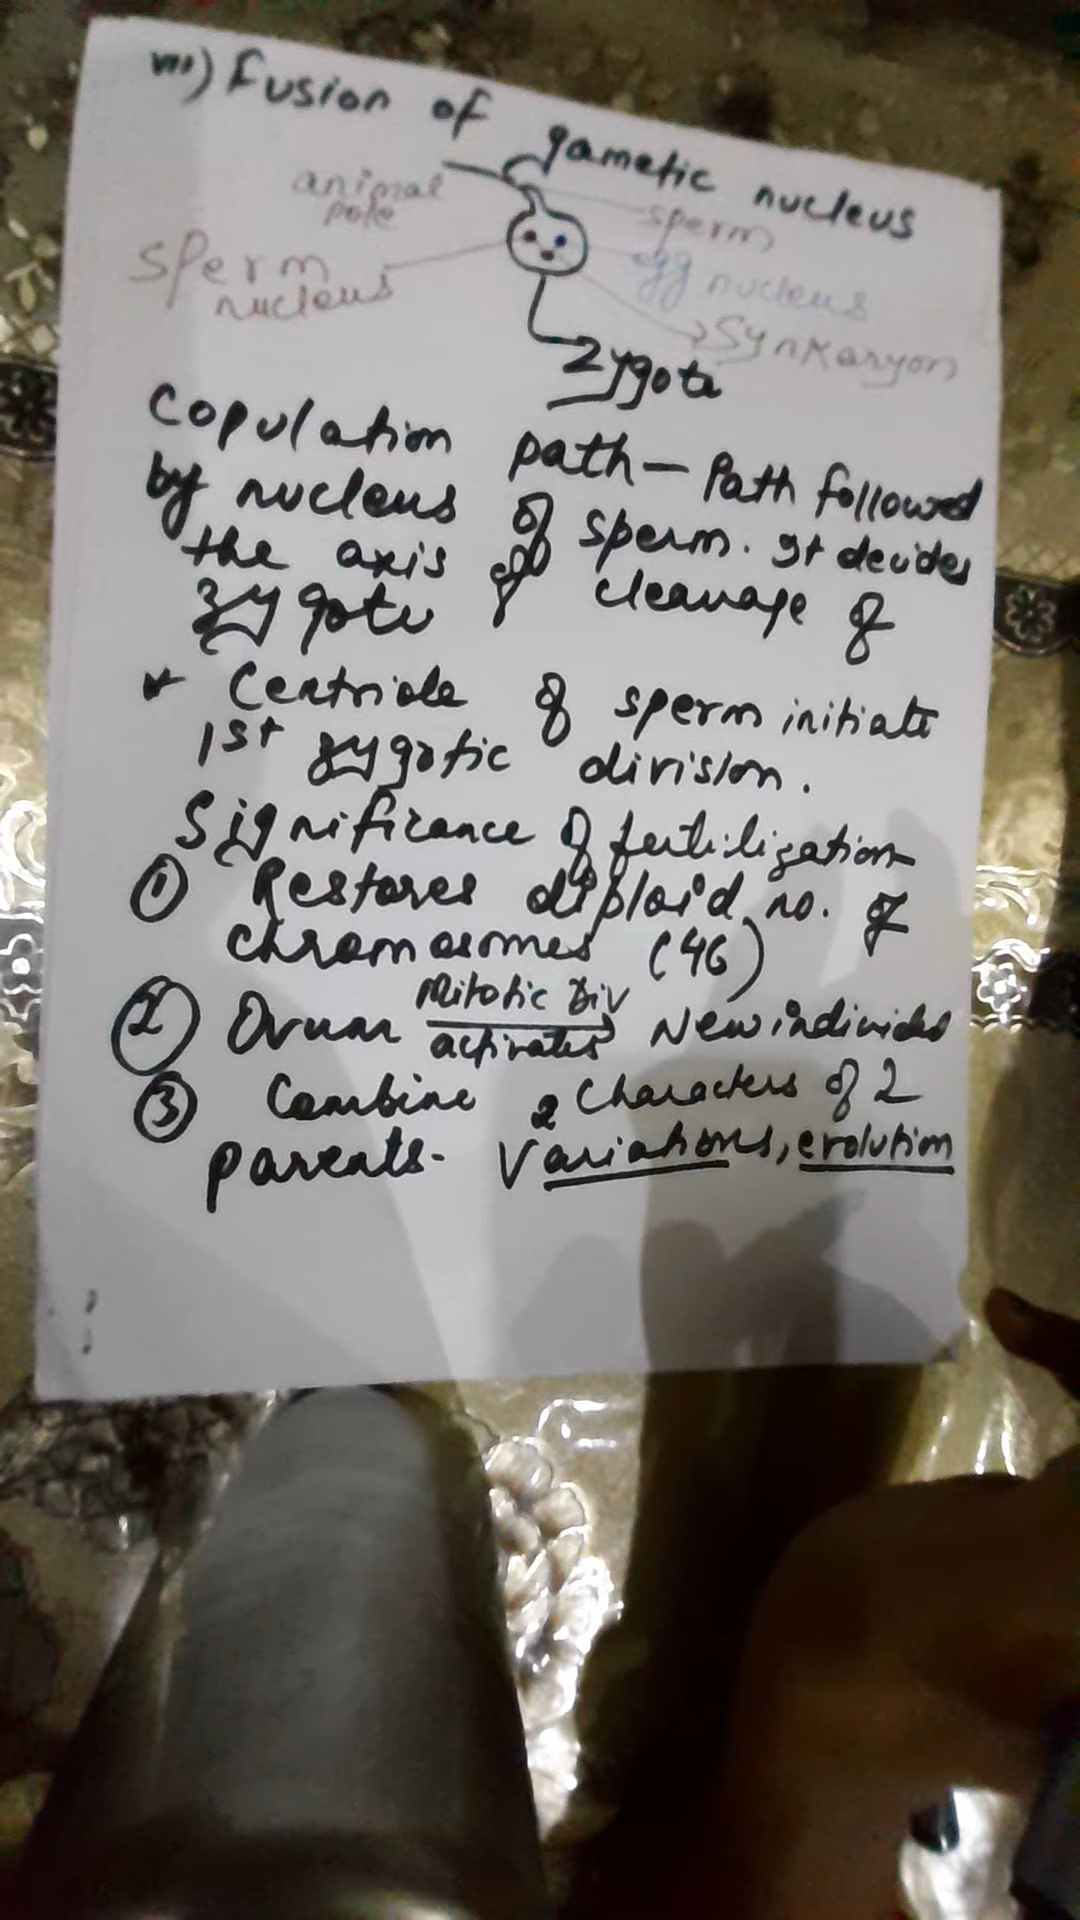 viii) Fusion of gametic nucleus
animal pole
sperm
sperm nucleus
egg nucleus
Synkaryon
Zygote
Copulation path — Path followed
by nucleus of sperm. It decides
the axis of cleavage of
zygote
* Centriole of sperm initiate
1st zygotic division.
Significance of fertilization
① Restores diploid no. of
chromosomes (46)
② Ovum Mitotic Div activates New individual
③ Combine 2 Characters of 2
parents. Variations, evolution